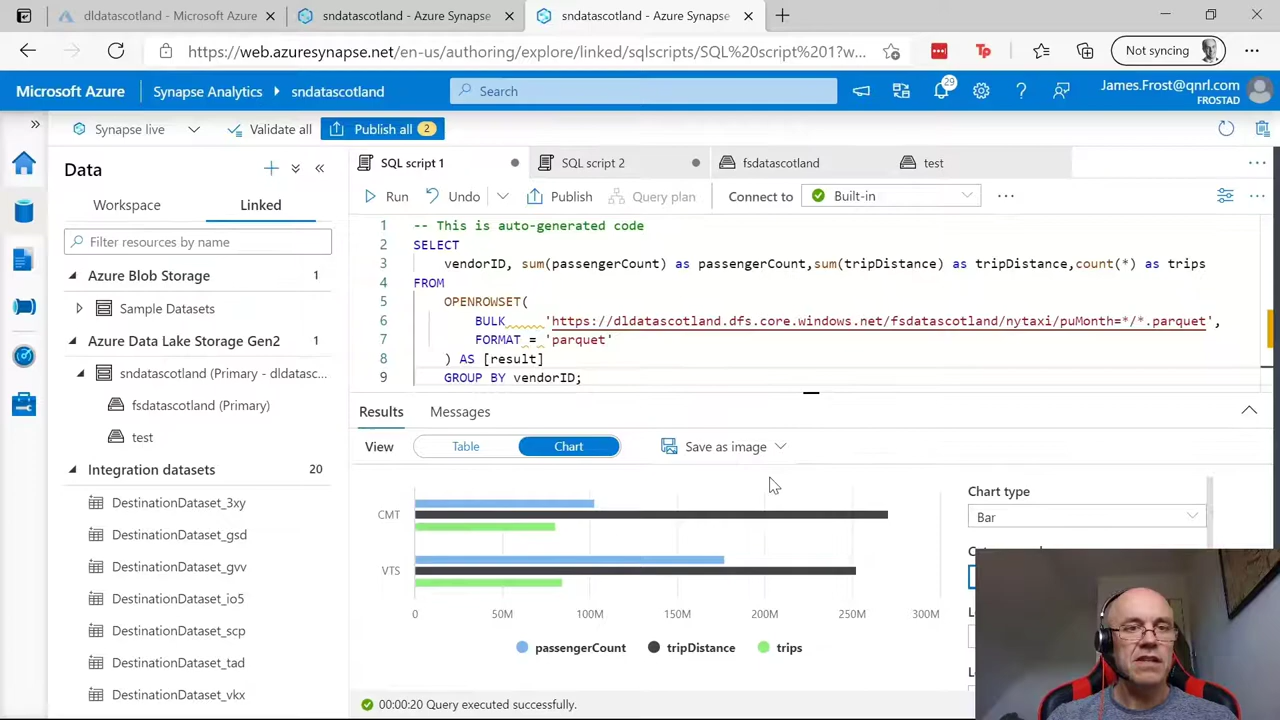 dldatascotland - Microsoft Azure
sndatascotland - Azure Synapse
sndatascotland - Azure Synapse
https://web.azuresynapse.net/en-us/authoring/explore/linked/sqlscripts/SQL%20script%201?w...
Tp
Not syncing
Microsoft Azure
Synapse Analytics
sndatascotland
Search
29
James.Frost@qnrl.com
FROSTAD
Synapse live
Validate all
Publish all
2
Data
Workspace
Linked
Filter resources by name
Azure Blob Storage
1
Sample Datasets
Azure Data Lake Storage Gen2
1
sndatascotland (Primary - dldatasc...
fsdatascotland (Primary)
test
Integration datasets
20
DestinationDataset_3xy
DestinationDataset_gsd
DestinationDataset_gvv
DestinationDataset_io5
DestinationDataset_scp
DestinationDataset_tad
DestinationDataset_vkx
SQL script 1
SQL script 2
fsdatascotland
test
Run
Undo
Publish
Query plan
Connect to
Built-in
1 -- This is auto-generated code
2 SELECT
3 vendorID, sum(passengerCount) as passengerCount,sum(tripDistance) as tripDistance,count(*) as trips
4 FROM
5 OPENROWSET(
6 BULK 'https://dldatascotland.dfs.core.windows.net/fsdatascotland/nytaxi/puMonth=*/*.parquet',
7 FORMAT = 'parquet'
8 ) AS [result]
9 GROUP BY vendorID;
Results
Messages
View
Table
Chart
Save as image
CMT
VTS
0 50M 100M 150M 200M 250M 300M
passengerCount tripDistance trips
Chart type
Bar
00:00:20 Query executed successfully.